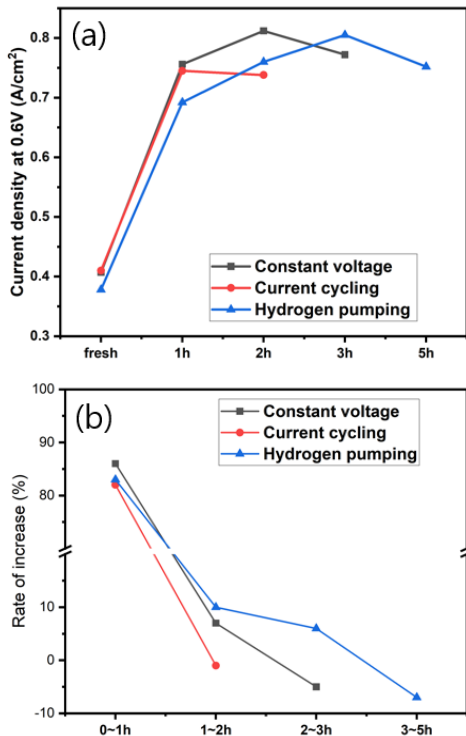 (a)
Current density at 0.6V (A/cm²)
0.8
0.7
0.6
0.5
0.4
0.3
Constant voltage
Current cycling
Hydrogen pumping
fresh 1h 2h 3h 5h
(b)
Rate of increase (%)
100
90
80
10
0
-10
Constant voltage
Current cycling
Hydrogen pumping
0~1h 1~2h 2~3h 3~5h